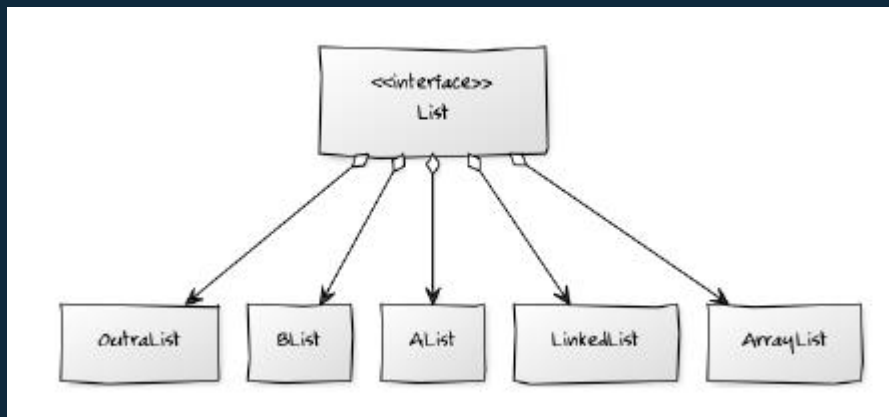 <<interface>>
List
OutraList
BList
AList
LinkedList
ArrayList